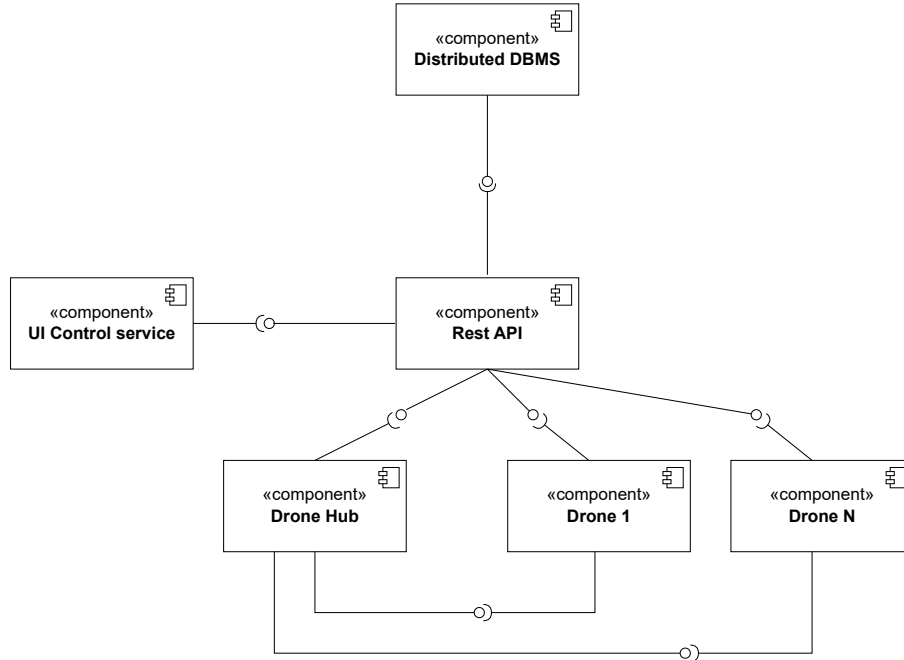 «component»
Distributed DBMS
«component»
UI Control service
«component»
Rest API
«component»
Drone Hub
«component»
Drone 1
«component»
Drone N